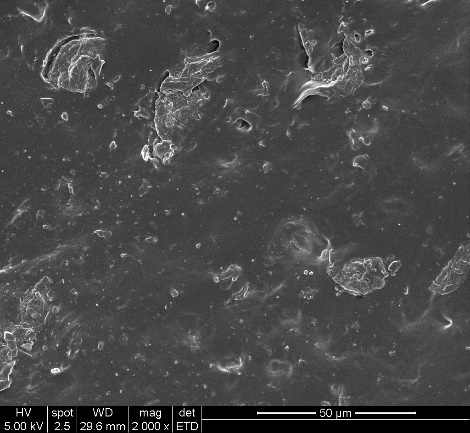 HV spot WD mag det
5.00 kV 2.5 29.6 mm 2 000 x ETD
50 µm